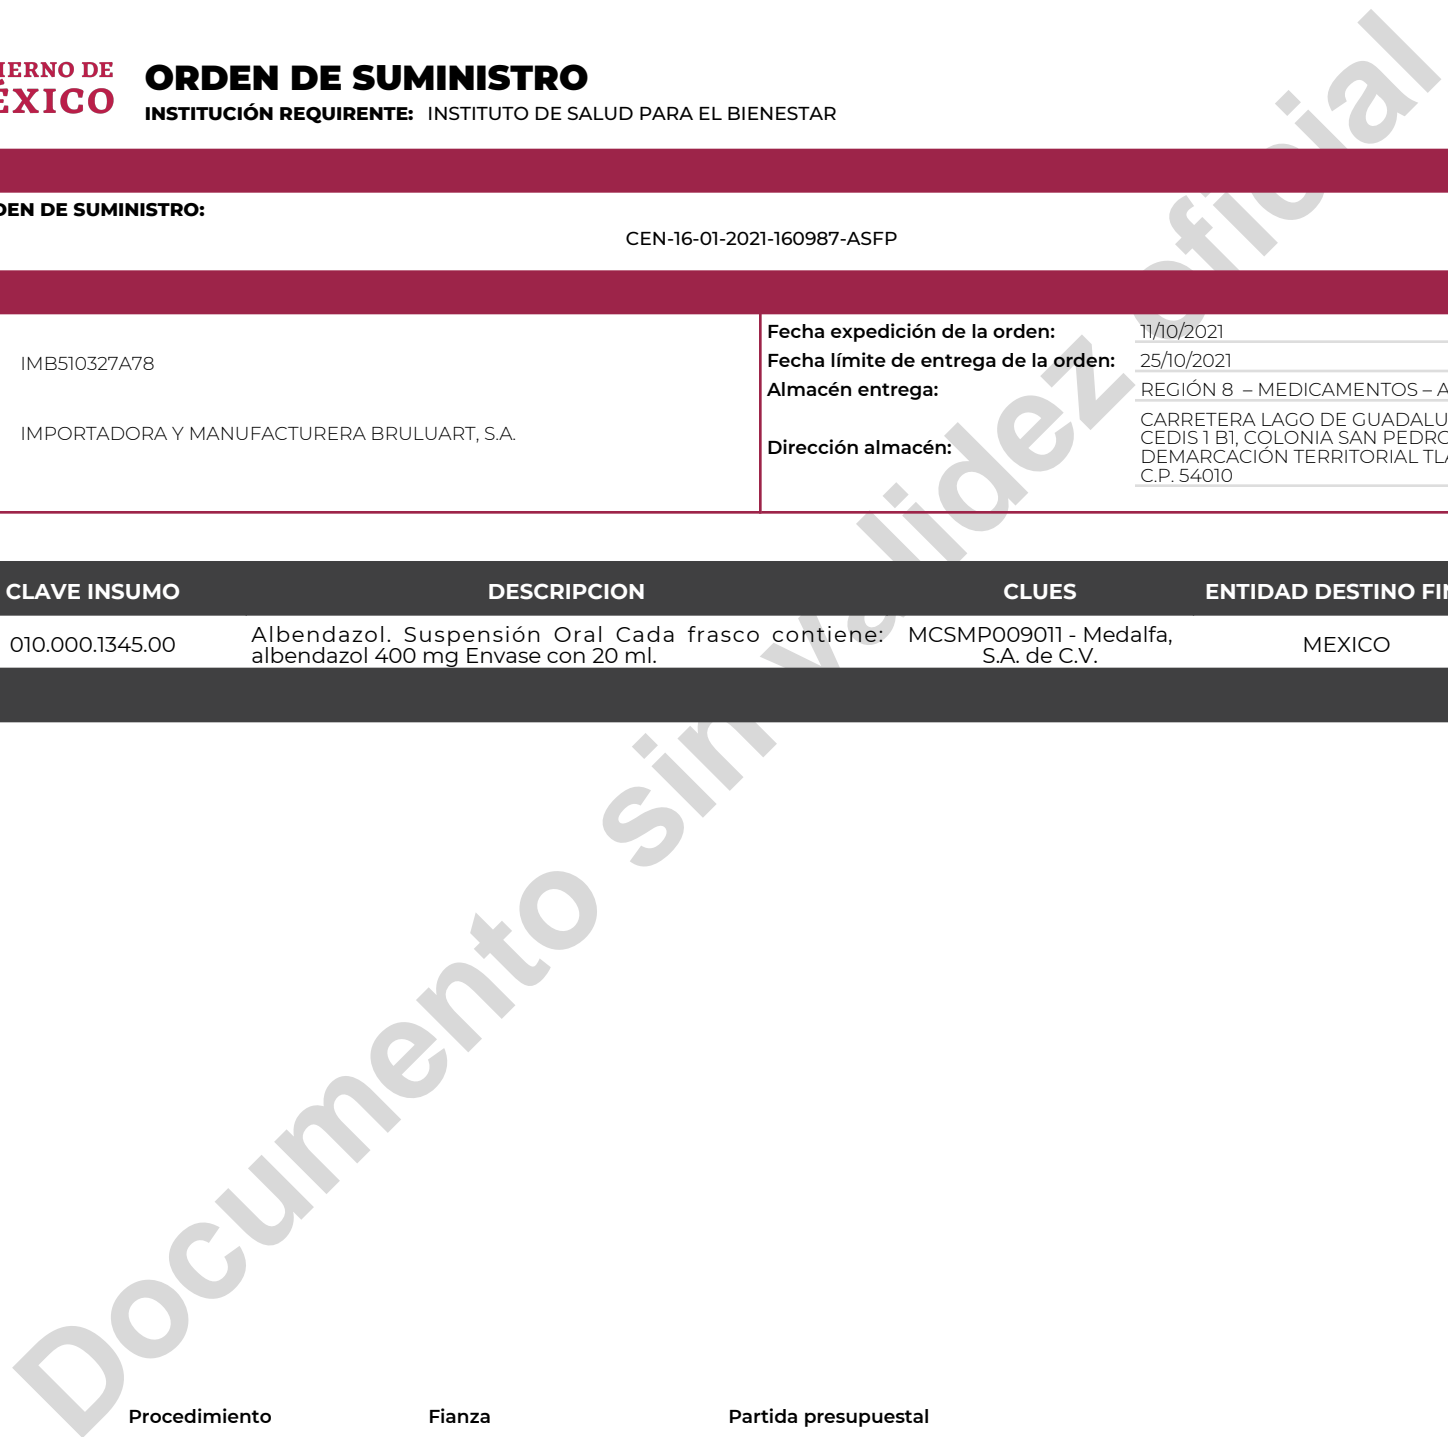 IERNO DE
ÉXICO
ORDEN DE SUMINISTRO
INSTITUCIÓN REQUIRENTE: INSTITUTO DE SALUD PARA EL BIENESTAR
DEN DE SUMINISTRO:
CEN-16-01-2021-160987-ASFP
IMB510327A78
IMPORTADORA Y MANUFACTURERA BRULUART, S.A.
Fecha expedición de la orden: 11/10/2021
Fecha límite de entrega de la orden: 25/10/2021
Almacén entrega: REGIÓN 8 – MEDICAMENTOS – A
Dirección almacén:
CARRETERA LAGO DE GUADALU
CEDIS 1 B1, COLONIA SAN PEDRO
DEMARCACIÓN TERRITORIAL TLA
C.P. 54010
CLAVE INSUMO DESCRIPCION CLUES ENTIDAD DESTINO FIN
010.000.1345.00
Albendazol. Suspensión Oral Cada frasco contiene:
albendazol 400 mg Envase con 20 ml.
MCSMP009011 - Medalfa,
S.A. de C.V.
MEXICO
Documento sin validez oficial
Procedimiento Fianza Partida presupuestal